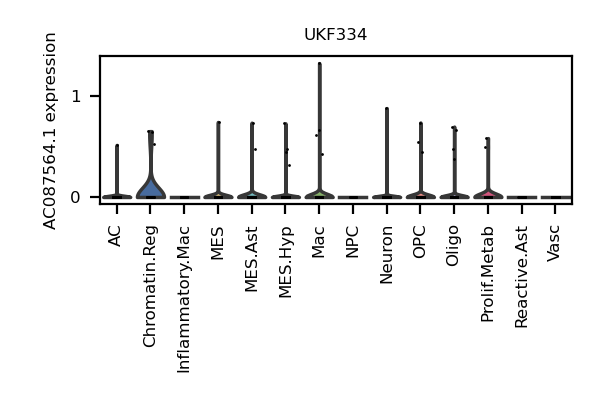 UKF334
AC087564.1 expression
1
0
AC
Chromatin.Reg
Inflammatory.Mac
MES
MES.Ast
MES.Hyp
Mac
NPC
Neuron
OPC
Oligo
Prolif.Metab
Reactive.Ast
Vasc